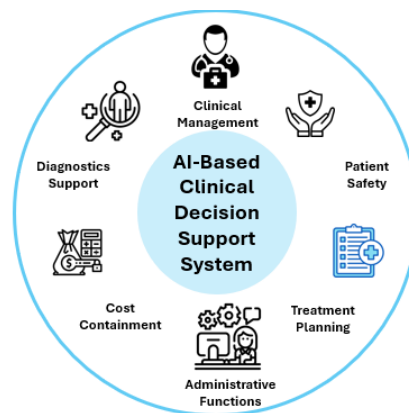 Clinical
Management
Diagnostics
Support
AI-Based
Clinical
Decision
Support
System
Patient
Safety
Cost
Containment
Treatment
Planning
Administrative
Functions